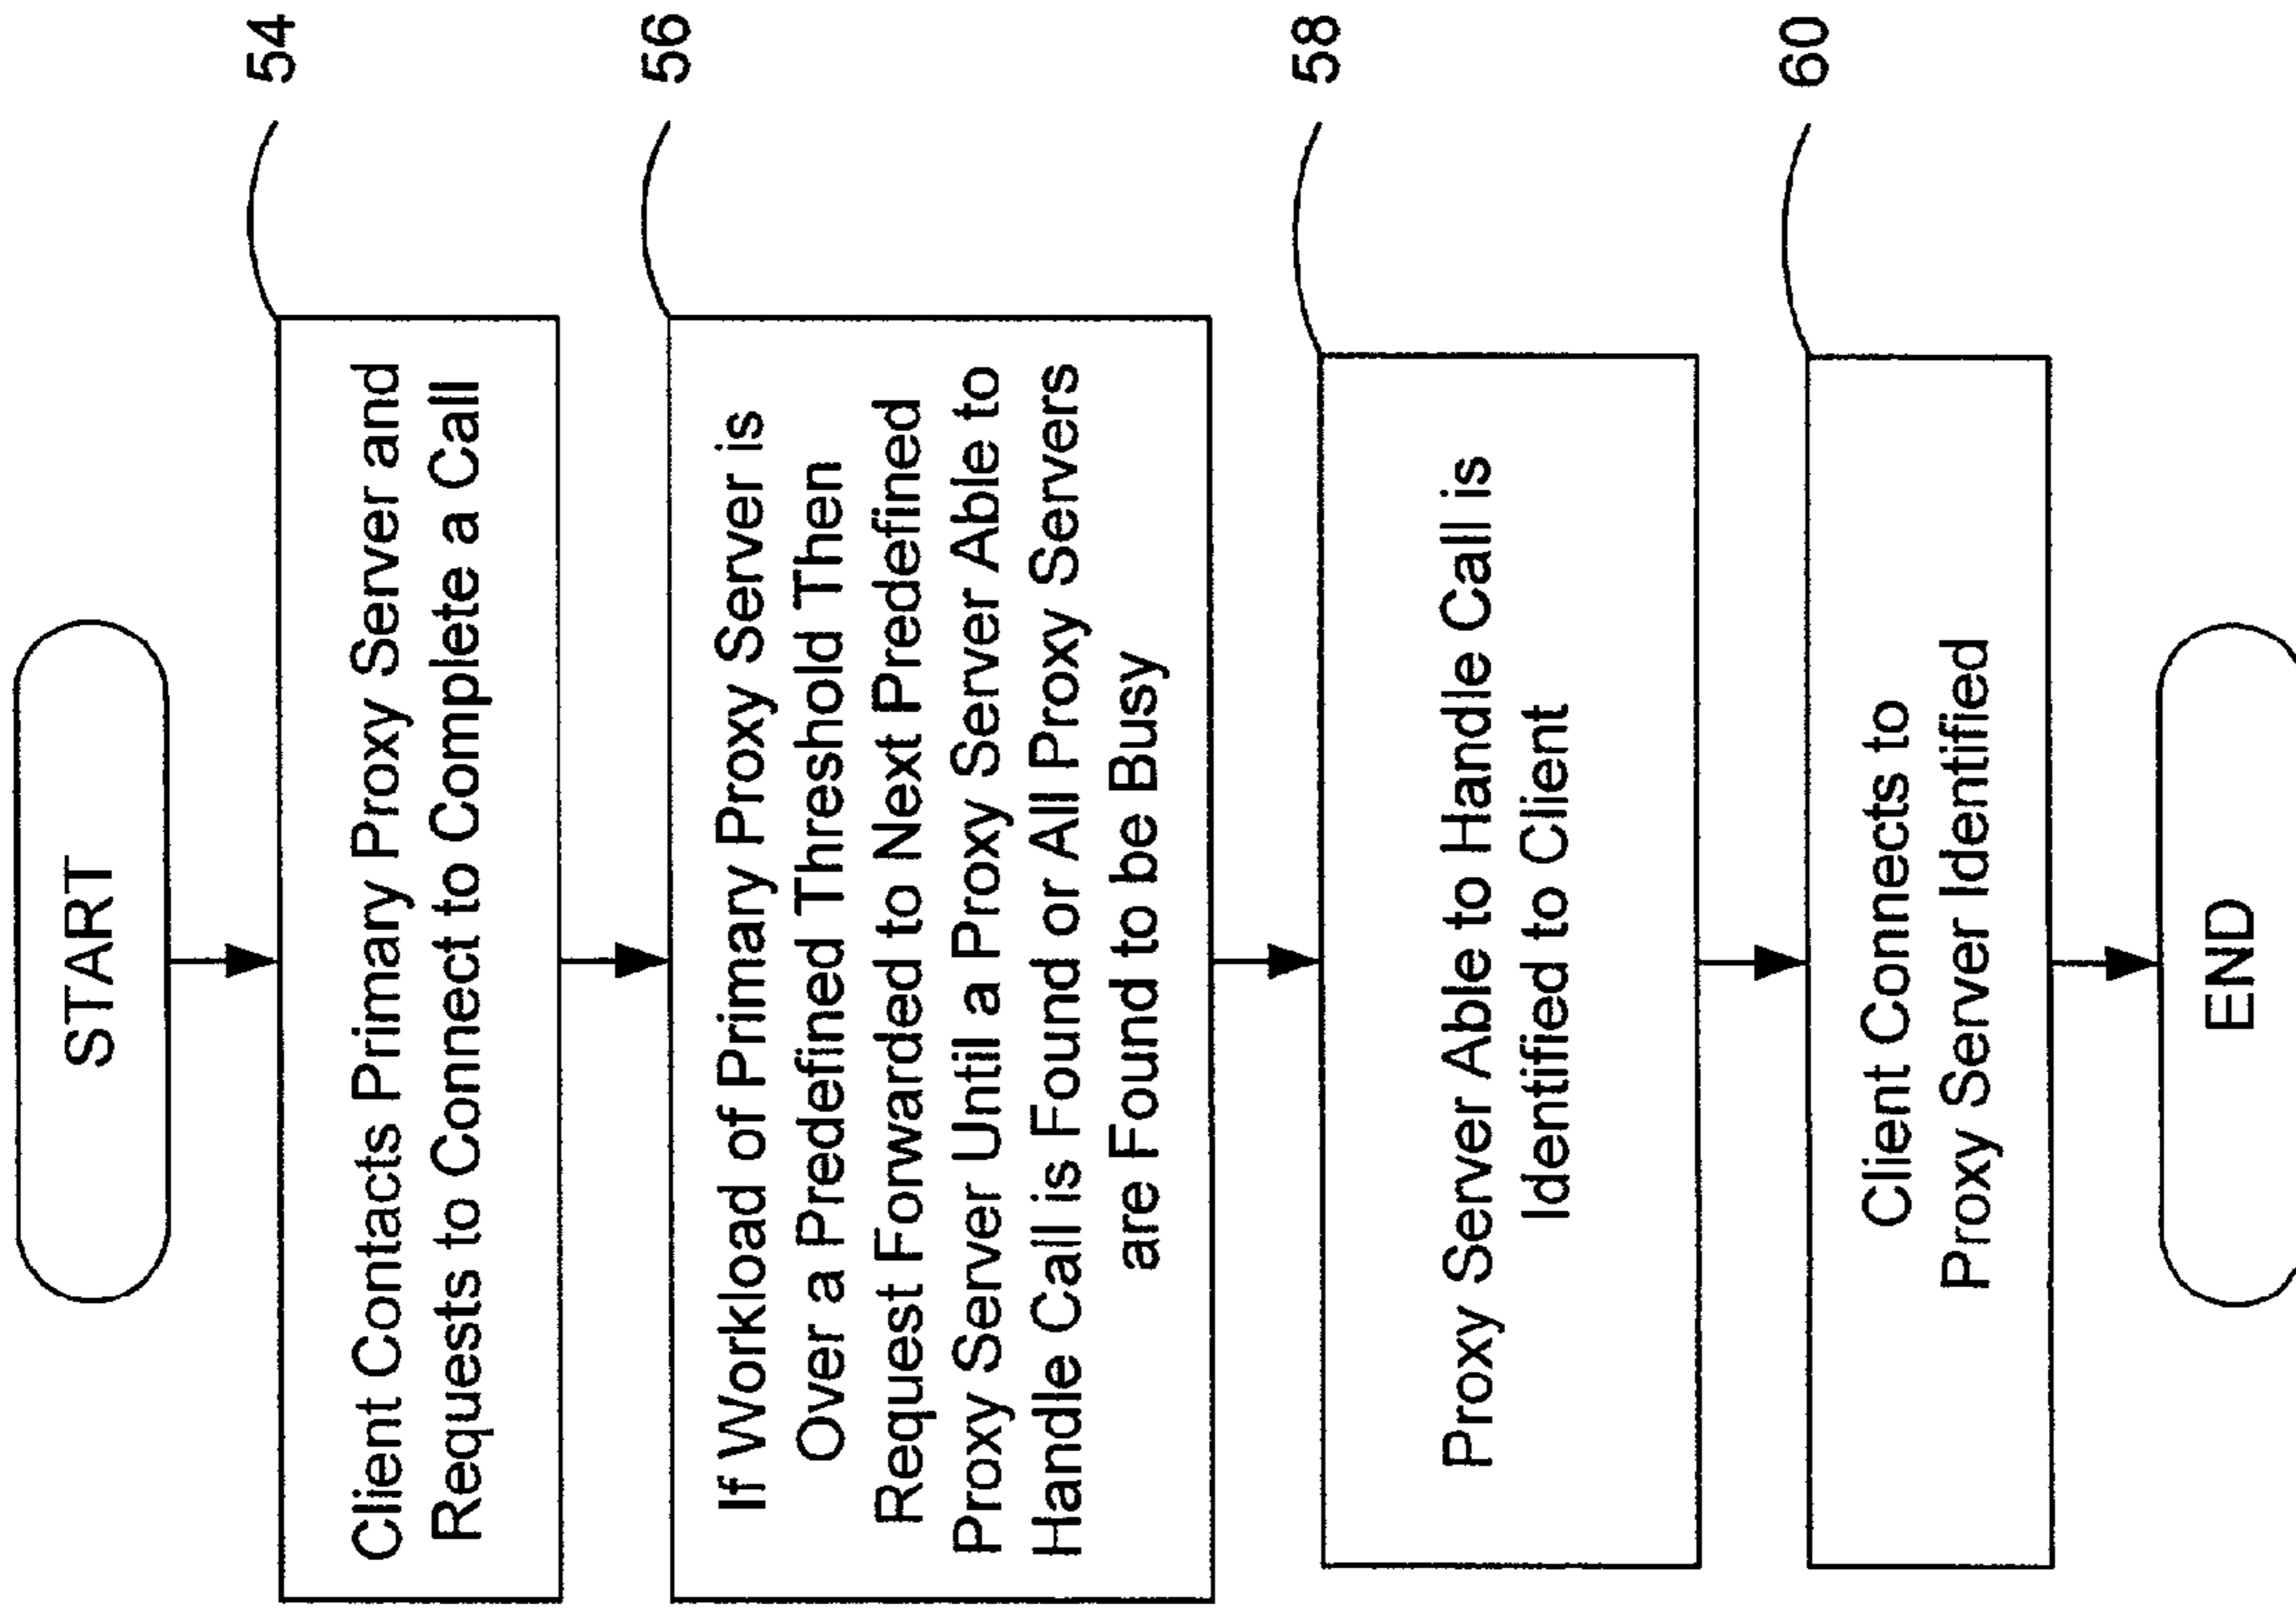 START
54
Client Contacts Primary Proxy Server and
Requests to Connect to Complete a Call
56
If Workload of Primary Proxy Server is
Over a Predefined Threshold Then
Request Forwarded to Next Predefined
Proxy Server Until a Proxy Server Able to
Handle Call is Found or All Proxy Servers
are Found to be Busy
58
Proxy Server Able to Handle Call is
Identified to Client
60
Client Connects to
Proxy Server Identified
END